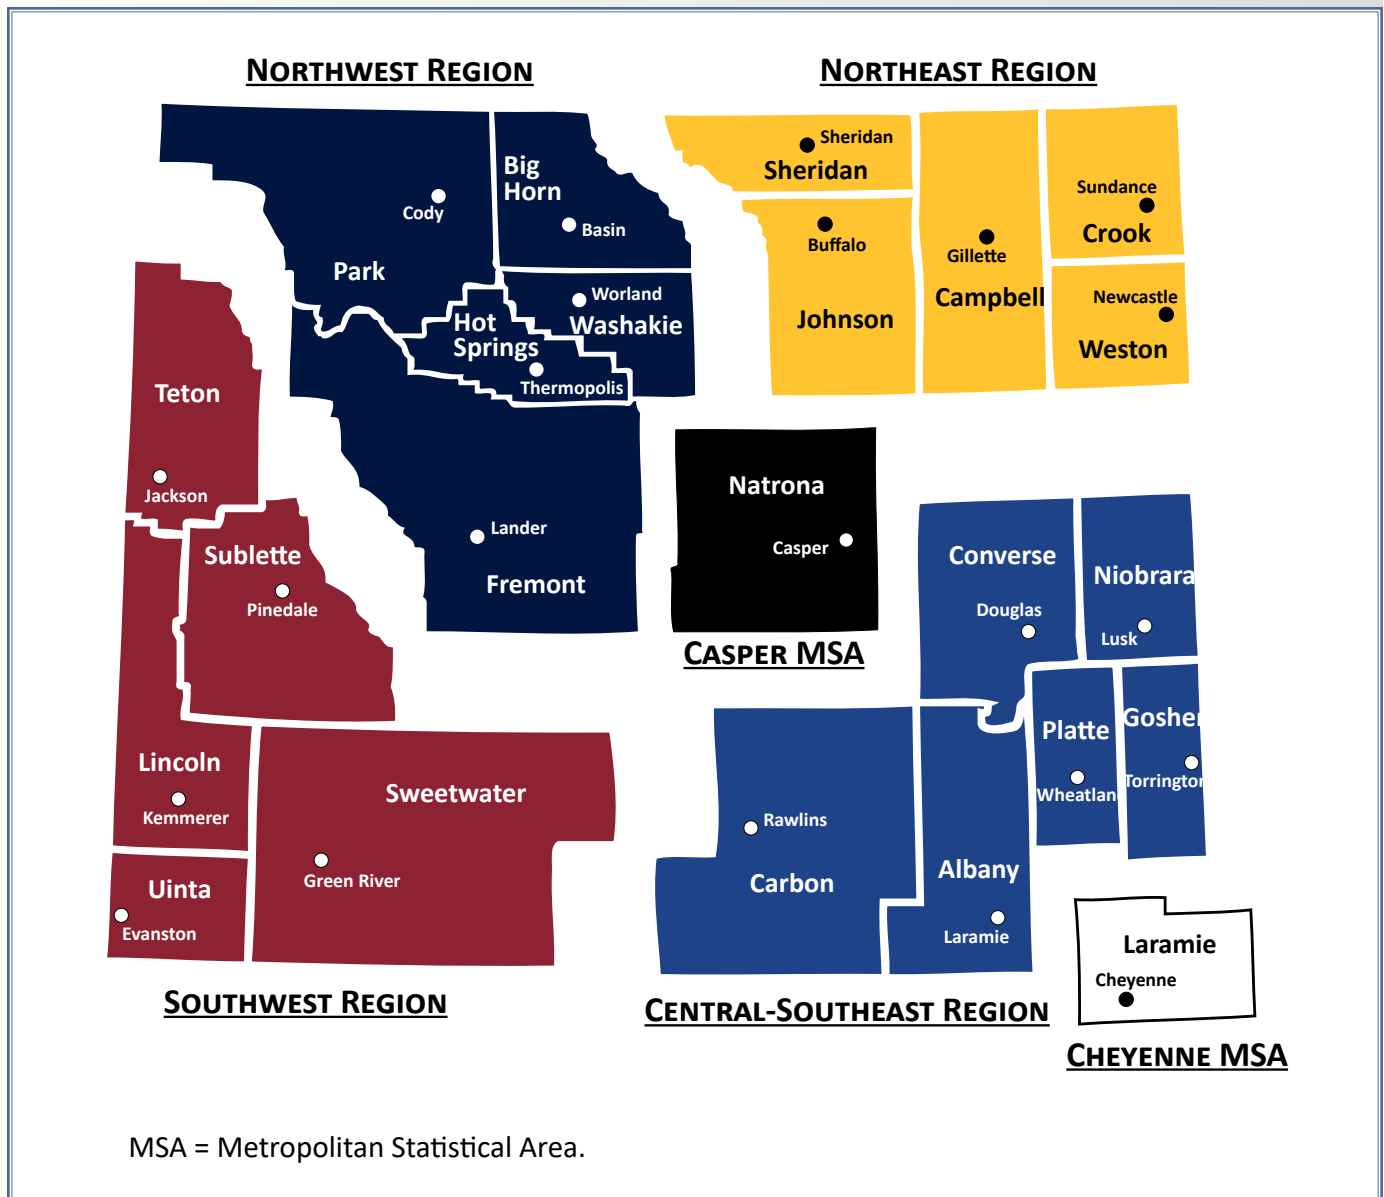 NORTHWEST REGION
NORTHEAST REGION
Big
Horn
Cody
Basin
Park
Worland
Washakie
Hot
Springs
Thermopolis
Lander
Fremont
Sheridan
Sheridan
Buffalo
Johnson
Gillette
Campbell
Sundance
Crook
Newcastle
Weston
Teton
Jackson
Sublette
Pinedale
Lincoln
Kemmerer
Sweetwater
Green River
Uinta
Evanston
SOUTHWEST REGION
Natrona
Casper
CASPER MSA
Converse
Douglas
Niobrara
Lusk
Platte
Wheatlan
Goshen
Torrington
Rawlins
Carbon
Albany
Laramie
CENTRAL-SOUTHEAST REGION
Laramie
Cheyenne
CHEYENNE MSA
MSA = Metropolitan Statistical Area.